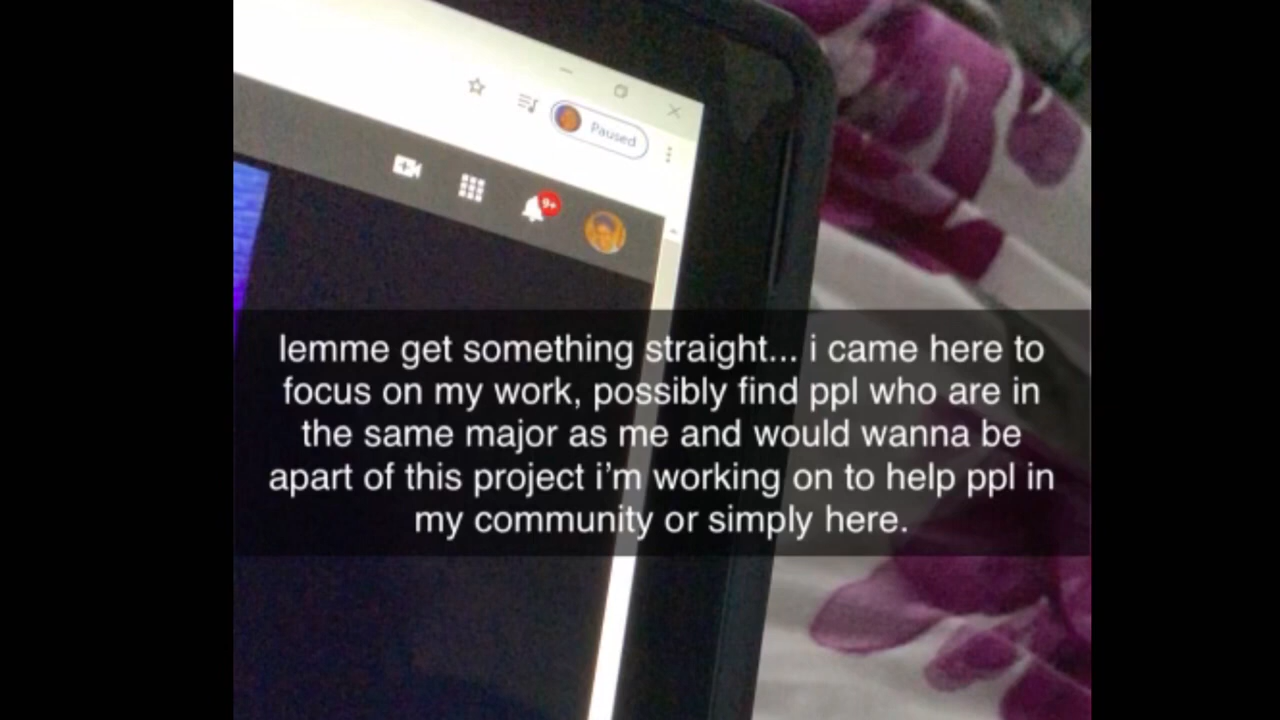 Paused
9+
lemme get something straight... i came here to
focus on my work, possibly find ppl who are in
the same major as me and would wanna be
apart of this project i'm working on to help ppl in
my community or simply here.